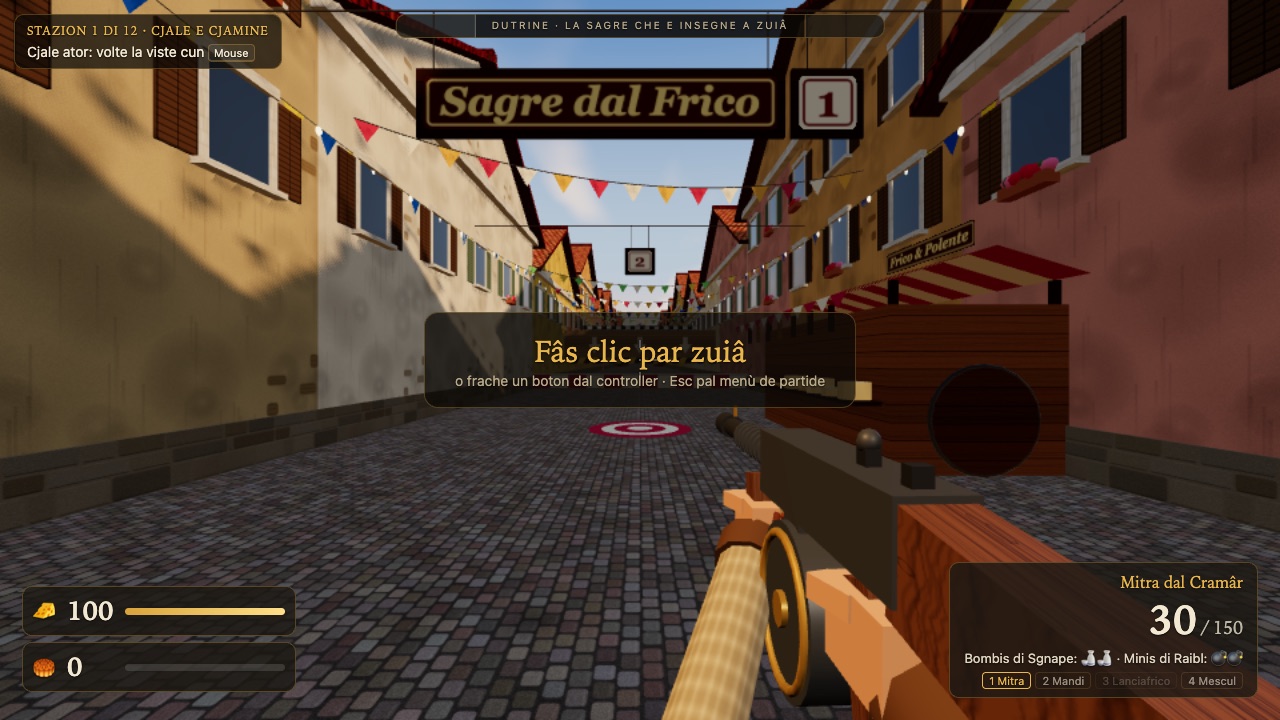 STAZION 1 DI 12 · CJALE E CJAMINE
Cjale ator: volte la viste cun Mouse
DUTRINE · LA SAGRE CHE E INSEGNE A ZUIÂ
Sagre dal Frico
1
2
Frico & Polente
Fâs clic par zuiâ
o frache un boton dal controller · Esc pal menù de partide
100
0
Mitra dal Cramâr
30 / 150
Bombis di Sgnape: · Minis di Raibl:
1 Mitra 2 Mandi 3 Lanciafrico 4 Mescul